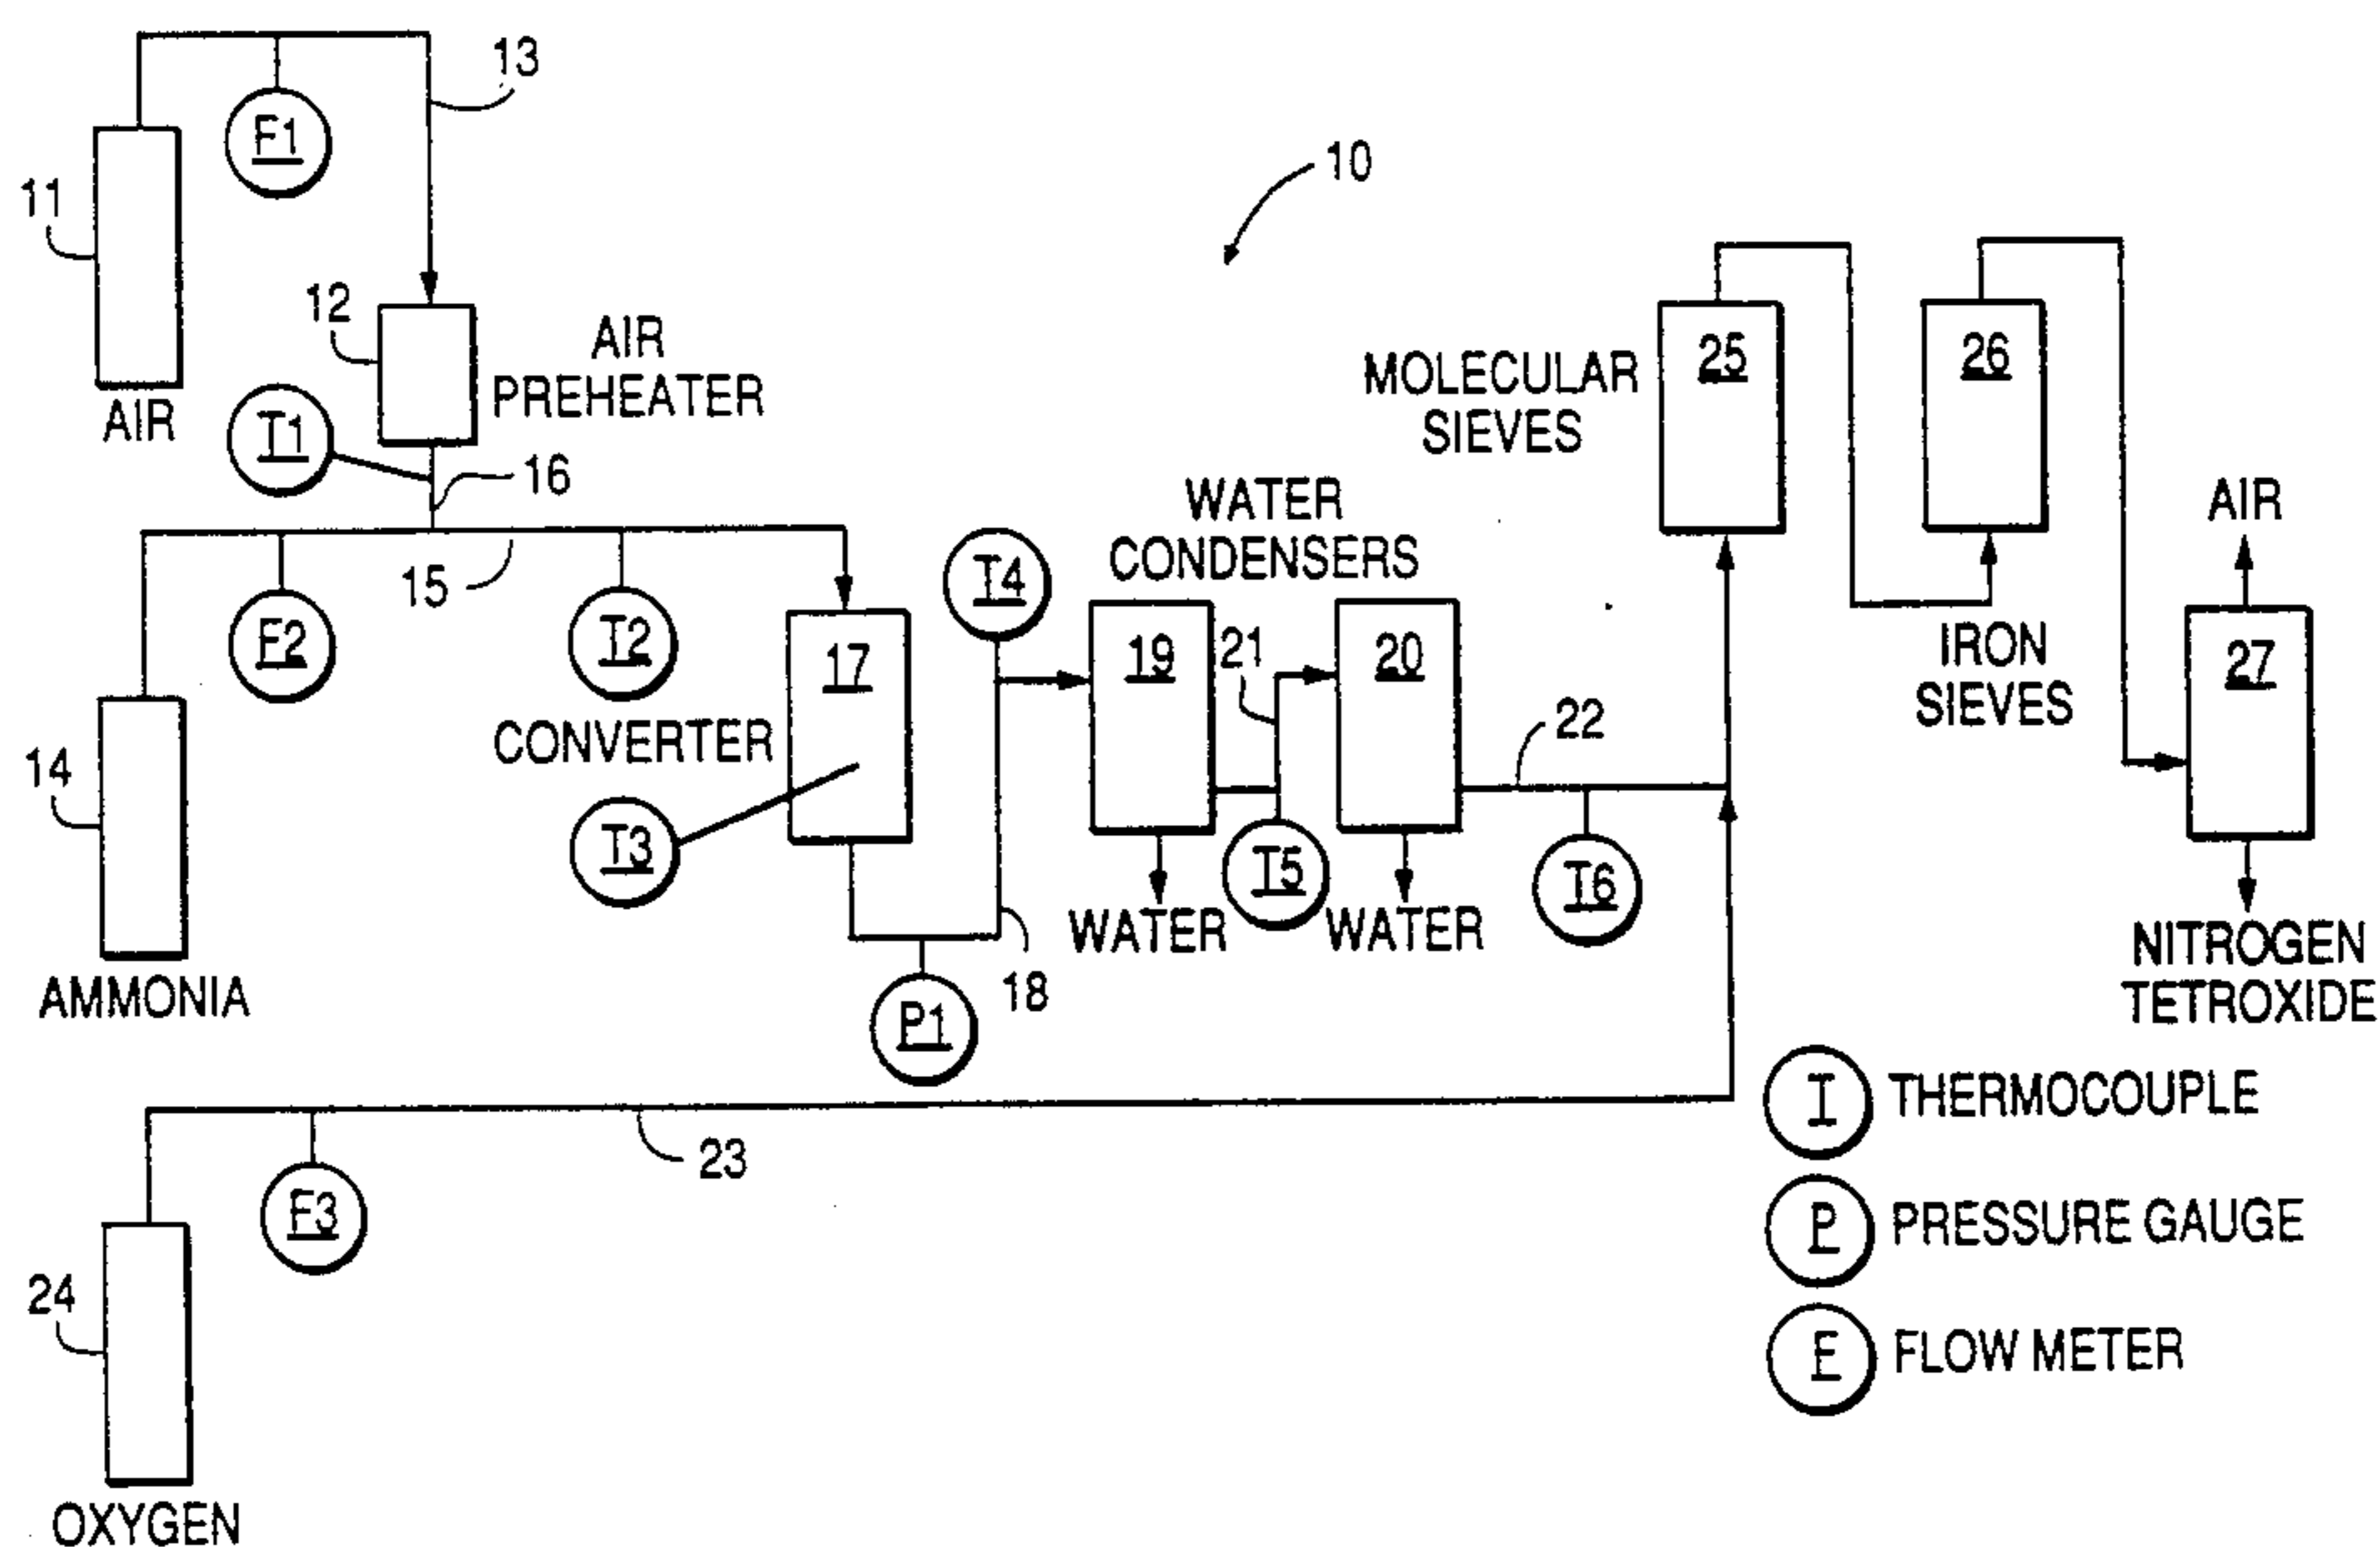 13
F1
10
11
12
AIR
PREHEATER
AIR
T1
16
MOLECULAR
SIEVES
25
26
WATER
CONDENSERS
AIR
15
T4
F2
T2
17
19
21
20
IRON
SIEVES
27
CONVERTER
22
14
T3
T5
T6
WATER
WATER
NITROGEN
TETROXIDE
AMMONIA
18
P1
T THERMOCOUPLE
23
F3
P PRESSURE GAUGE
24
F FLOW METER
OXYGEN